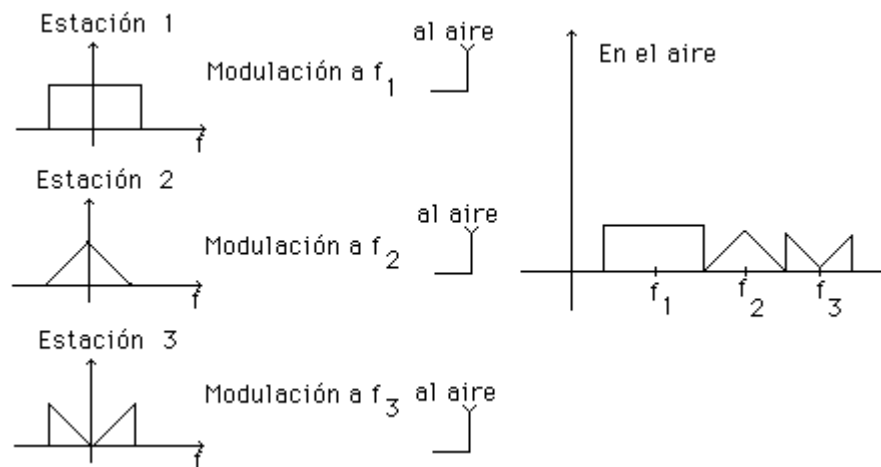 Estación 1
Modulación a f1
al aire
f
En el aire
Estación 2
Modulación a f2
al aire
f
f1
f2
f3
Estación 3
Modulación a f3
al aire
f